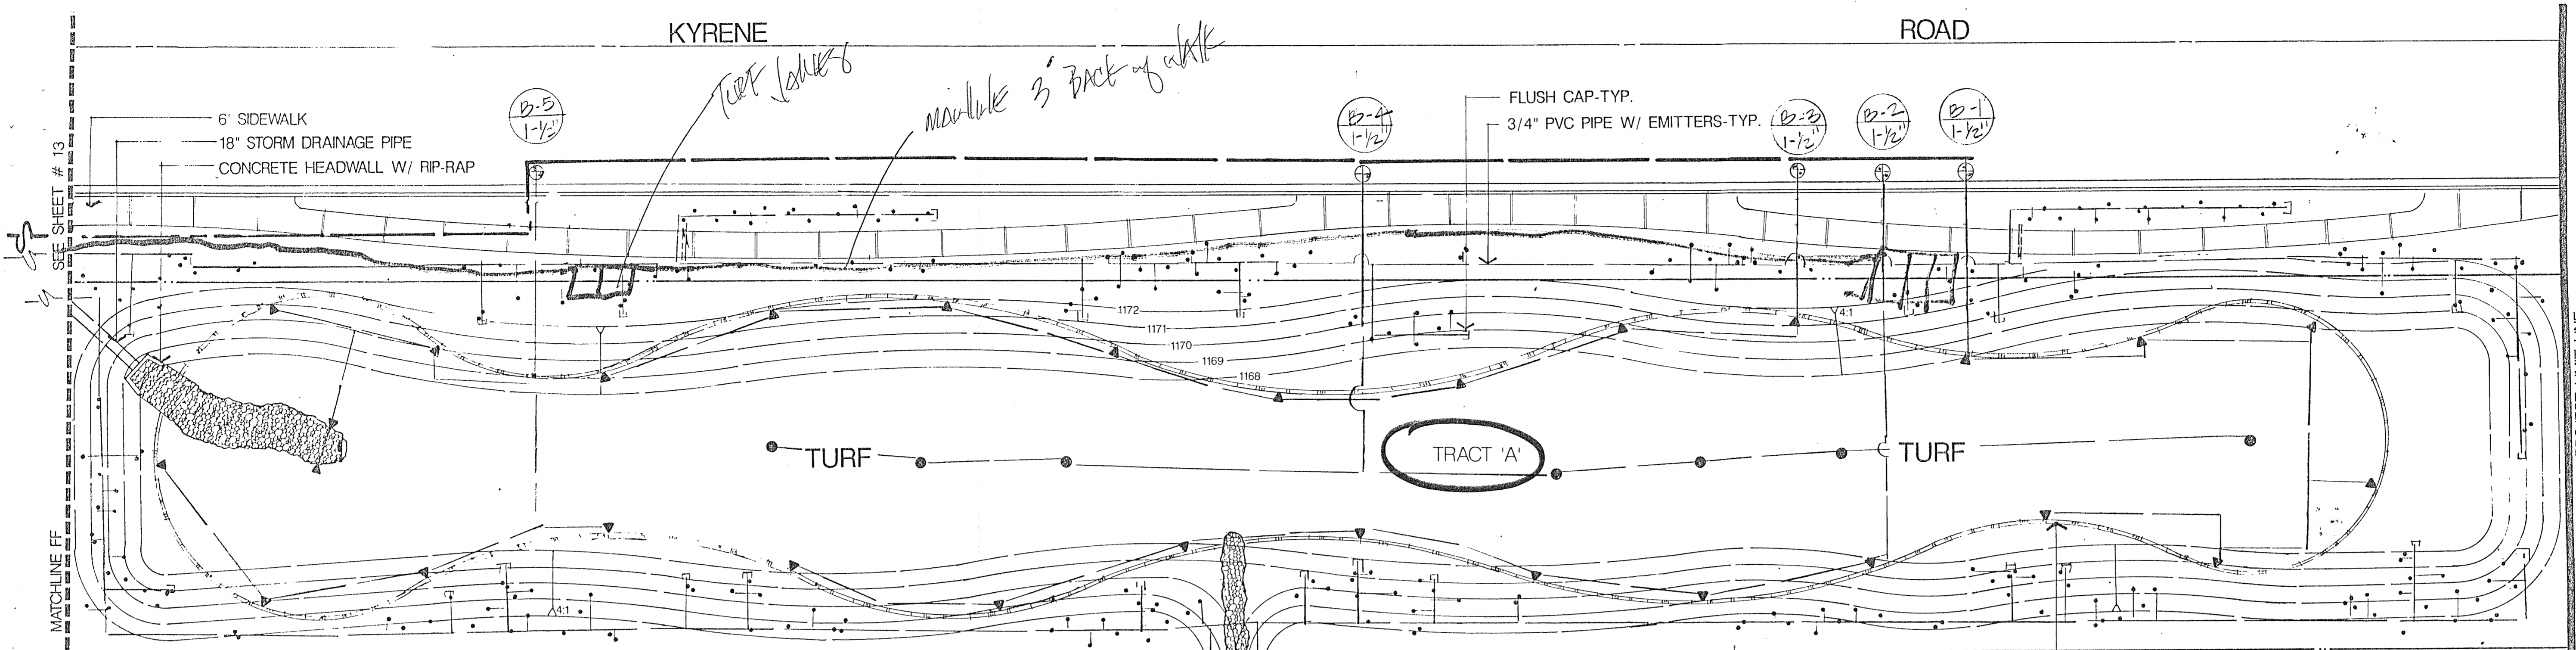 KYRENE ROAD
TURF VALVES
MAINLINE 3' BACK of WALK
6' SIDEWALK
18" STORM DRAINAGE PIPE
CONCRETE HEADWALL W/ RIP-RAP
B-5
1-1/2"
B-4
1-1/2"
FLUSH CAP-TYP.
3/4" PVC PIPE W/ EMITTERS-TYP.
B-3
1-1/2"
B-2
1-1/2"
B-1
1-1/2"
SEE SHEET # 13
MATCHLINE FF
1172
1171
1170
1169
1168
4:1
TURF
TRACT 'A'
TURF
4:1